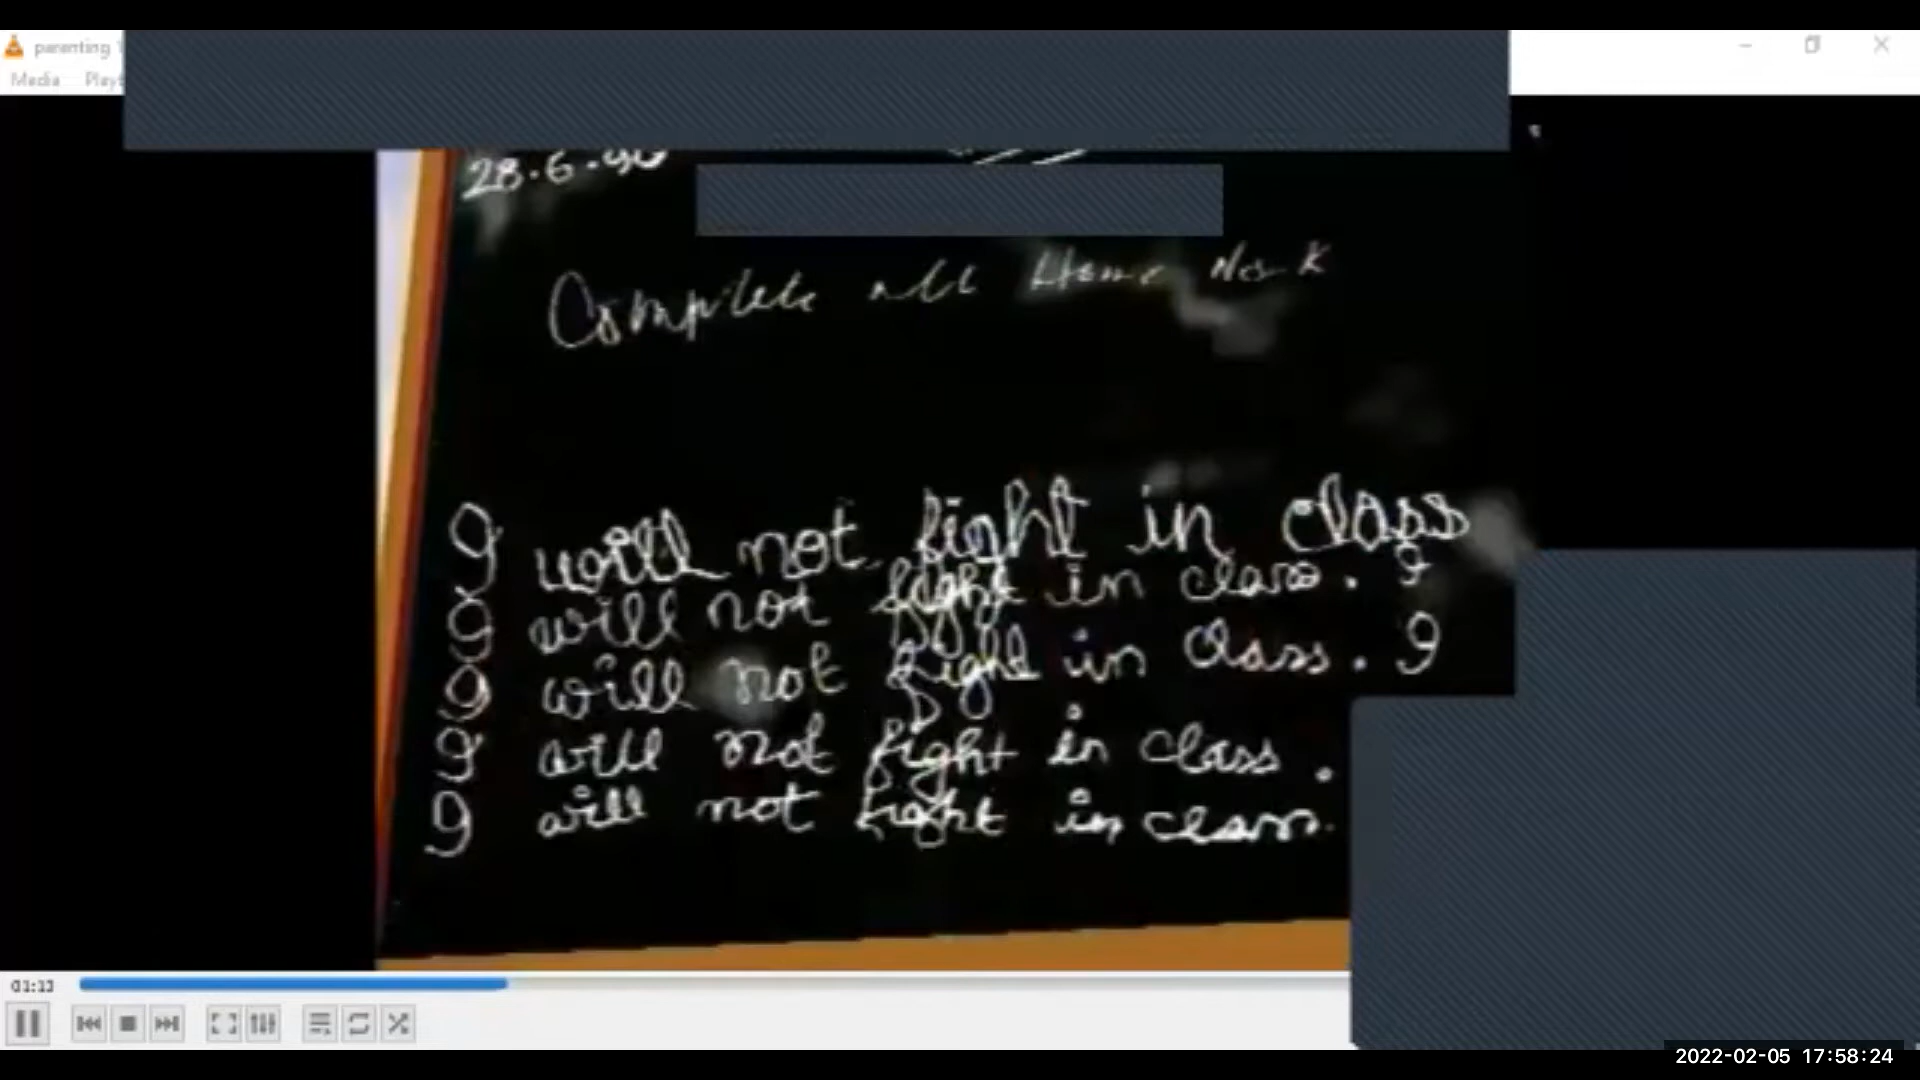 parenting
Media
28.6.90
Complete all Home Work
I will not fight in class
I will not fight in class. I
I will not fight in class. I
I will not fight in class.
I will not fight in class.
01:13
2022-02-05 17:58:24